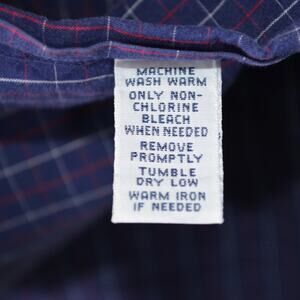 MACHINE
WASH WARM
ONLY NON-
CHLORINE
BLEACH
WHEN NEEDED
REMOVE
PROMPTLY
TUMBLE
DRY LOW
WARM IRON
IF NEEDED